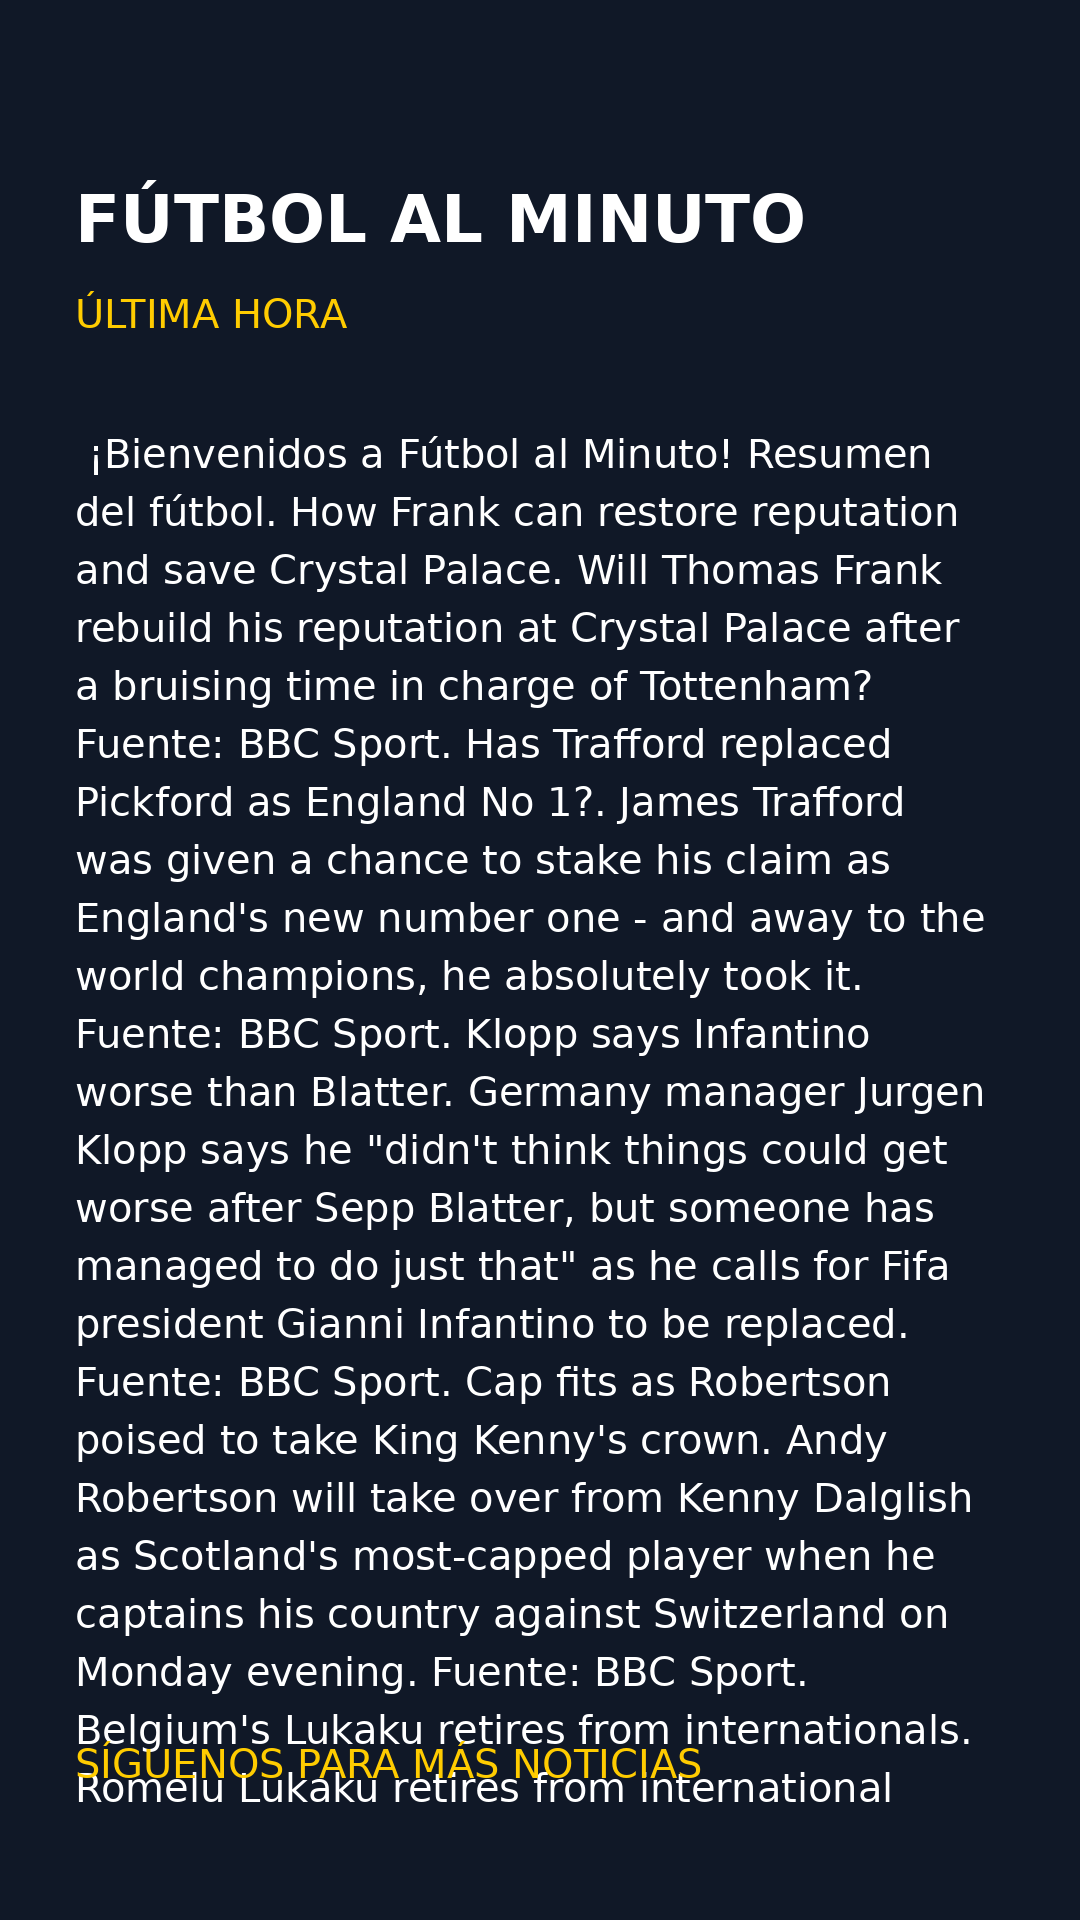 FÚTBOL AL MINUTO
ÚLTIMA HORA
¡Bienvenidos a Fútbol al Minuto! Resumen
del fútbol. How Frank can restore reputation
and save Crystal Palace. Will Thomas Frank
rebuild his reputation at Crystal Palace after
a bruising time in charge of Tottenham?
Fuente: BBC Sport. Has Trafford replaced
Pickford as England No 1?. James Trafford
was given a chance to stake his claim as
England's new number one - and away to the
world champions, he absolutely took it.
Fuente: BBC Sport. Klopp says Infantino
worse than Blatter. Germany manager Jurgen
Klopp says he "didn't think things could get
worse after Sepp Blatter, but someone has
managed to do just that" as he calls for Fifa
president Gianni Infantino to be replaced.
Fuente: BBC Sport. Cap fits as Robertson
poised to take King Kenny's crown. Andy
Robertson will take over from Kenny Dalglish
as Scotland's most-capped player when he
captains his country against Switzerland on
Monday evening. Fuente: BBC Sport.
Belgium's Lukaku retires from internationals.
SÍGUENOS PARA MÁS NOTICIAS
Romelu Lukaku retires from international